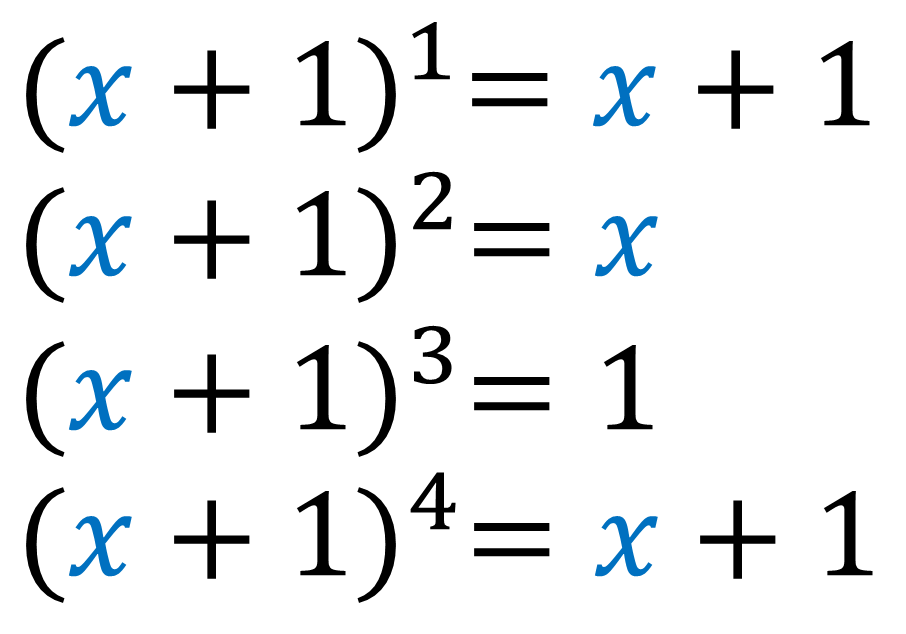 (x + 1)¹ = x + 1
(x + 1)² = x
(x + 1)³ = 1
(x + 1)⁴ = x + 1